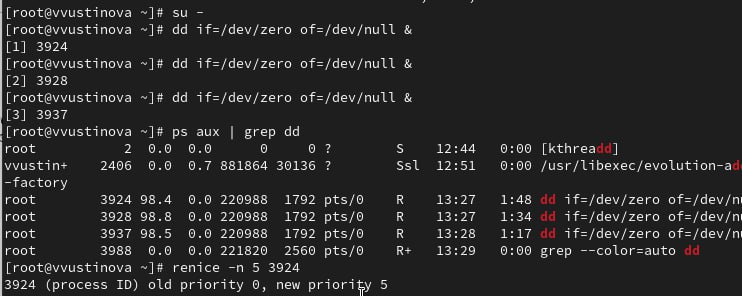 [root@vvustinova ~]# su -
[root@vvustinova ~]# dd if=/dev/zero of=/dev/null &
[1] 3924
[root@vvustinova ~]# dd if=/dev/zero of=/dev/null &
[2] 3928
[root@vvustinova ~]# dd if=/dev/zero of=/dev/null &
[3] 3937
[root@vvustinova ~]# ps aux | grep dd
root 2 0.0 0.0 0 0 ? S 12:44 0:00 [kthreadd]
vvustin+ 2406 0.0 0.7 881864 30136 ? Ssl 12:51 0:00 /usr/libexec/evolution-ad
-factory
root 3924 98.4 0.0 220988 1792 pts/0 R 13:27 1:48 dd if=/dev/zero of=/dev/nu
root 3928 98.8 0.0 220988 1792 pts/0 R 13:27 1:34 dd if=/dev/zero of=/dev/nu
root 3937 98.5 0.0 220988 1792 pts/0 R 13:28 1:17 dd if=/dev/zero of=/dev/nu
root 3988 0.0 0.0 221820 2560 pts/0 R+ 13:29 0:00 grep --color=auto dd
[root@vvustinova ~]# renice -n 5 3924
3924 (process ID) old priority 0, new priority 5